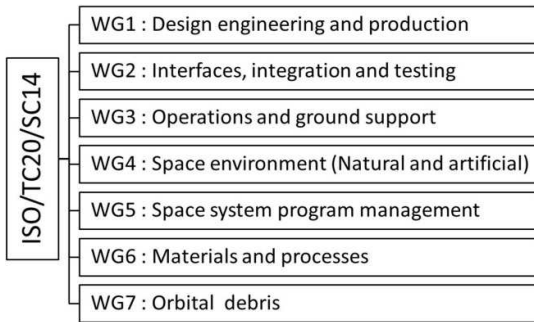 ISO/TC20/SC14
WG1 : Design engineering and production
WG2 : Interfaces, integration and testing
WG3 : Operations and ground support
WG4 : Space environment (Natural and artificial)
WG5 : Space system program management
WG6 : Materials and processes
WG7 : Orbital debris